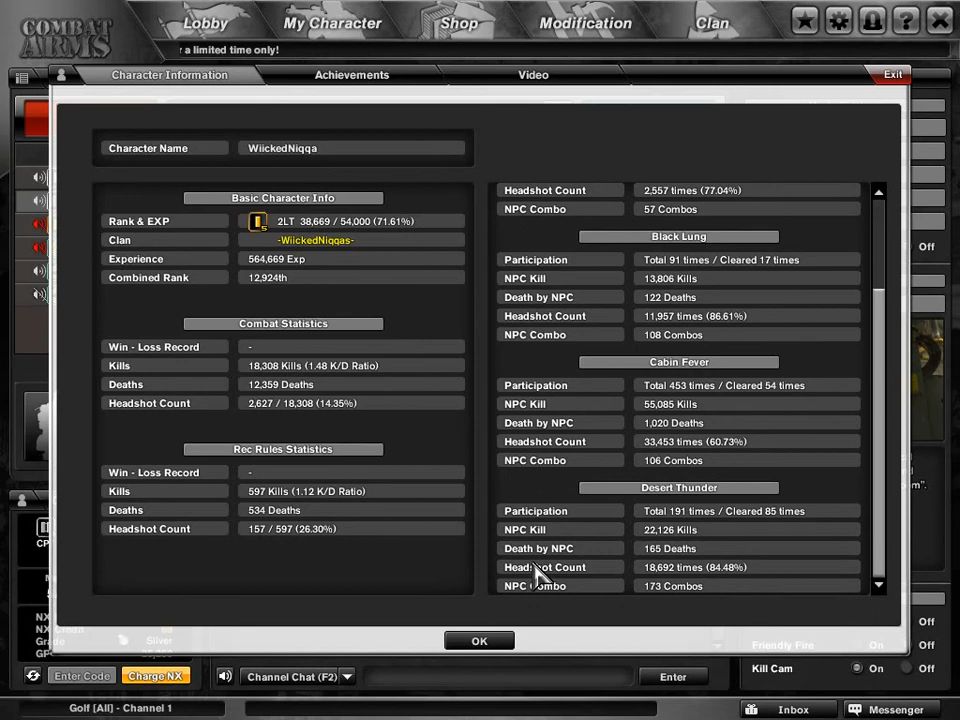 COMBAT ARMS
Lobby
My Character
Shop
Modification
Clan
r a limited time only!
Character Information
Achievements
Video
Exit
Character Name
WiickedNiqqa
Basic Character Info
Rank & EXP
2LT 38,669 / 54,000 (71.61%)
Clan
-WiickedNiqqas-
Experience
564,669 Exp
Combined Rank
12,924th
Combat Statistics
Win - Loss Record
-
Kills
18,308 Kills (1.48 K/D Ratio)
Deaths
12,359 Deaths
Headshot Count
2,627 / 18,308 (14.35%)
Rec Rules Statistics
Win - Loss Record
-
Kills
597 Kills (1.12 K/D Ratio)
Deaths
534 Deaths
Headshot Count
157 / 597 (26.30%)
Headshot Count
2,557 times (77.04%)
NPC Combo
57 Combos
Black Lung
Participation
Total 91 times / Cleared 17 times
NPC Kill
13,806 Kills
Death by NPC
122 Deaths
Headshot Count
11,957 times (86.61%)
NPC Combo
108 Combos
Cabin Fever
Participation
Total 453 times / Cleared 54 times
NPC Kill
55,085 Kills
Death by NPC
1,020 Deaths
Headshot Count
33,453 times (60.73%)
NPC Combo
106 Combos
Desert Thunder
Participation
Total 191 times / Cleared 85 times
NPC Kill
22,126 Kills
Death by NPC
165 Deaths
Headshot Count
18,692 times (84.48%)
NPC Combo
173 Combos
OK
Off
Off
Silver
Friendly Fire On Off
Kill Cam On Off
Enter Code
Charge NX
Channel Chat (F2)
Enter
Golf [All] - Channel 1
Inbox
Messenger